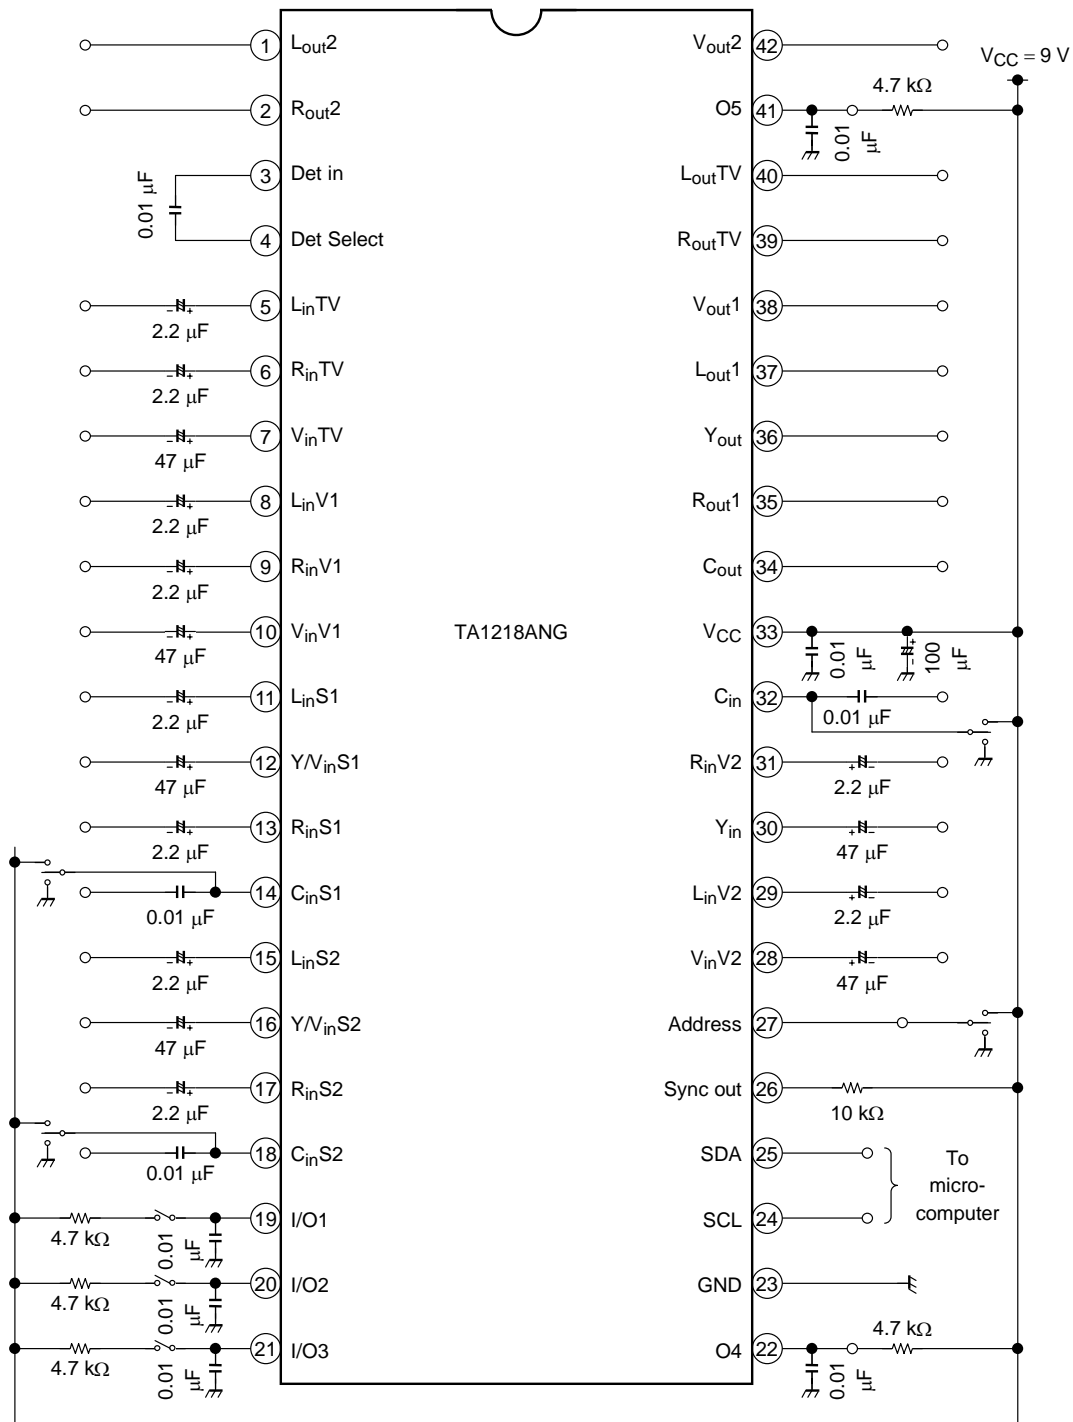 1 Lout2
2 Rout2
3 Det in
0.01 μF
4 Det Select
5 LinTV
2.2 μF
6 RinTV
2.2 μF
7 VinTV
47 μF
8 LinV1
2.2 μF
9 RinV1
2.2 μF
10 VinV1
47 μF
11 LinS1
2.2 μF
12 Y/VinS1
47 μF
13 RinS1
2.2 μF
14 CinS1
0.01 μF
15 LinS2
2.2 μF
16 Y/VinS2
47 μF
17 RinS2
2.2 μF
18 CinS2
0.01 μF
19 I/O1
4.7 kΩ
0.01 μF
20 I/O2
4.7 kΩ
0.01 μF
21 I/O3
4.7 kΩ
0.01 μF
TA1218ANG
Vout2 42
VCC = 9 V
O5 41
4.7 kΩ
0.01 μF
LoutTV 40
RoutTV 39
Vout1 38
Lout1 37
Yout 36
Rout1 35
Cout 34
VCC 33
0.01 μF
100 μF
Cin 32
0.01 μF
RinV2 31
2.2 μF
Yin 30
47 μF
LinV2 29
2.2 μF
VinV2 28
47 μF
Address 27
Sync out 26
10 kΩ
SDA 25
SCL 24
To
micro-
computer
GND 23
O4 22
4.7 kΩ
0.01 μF